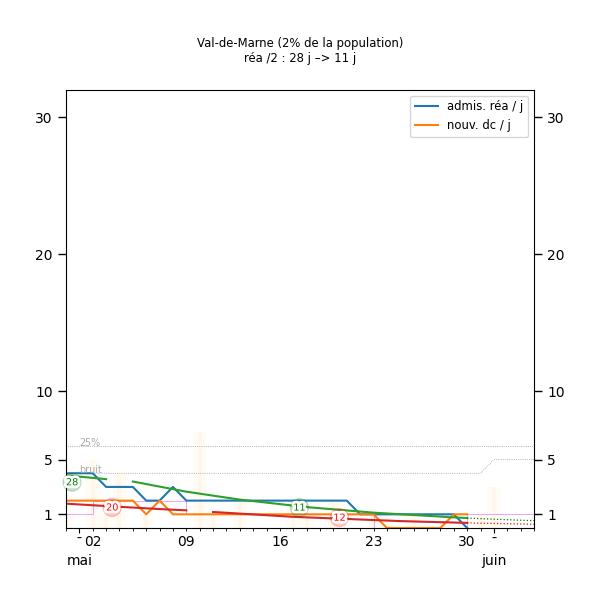 Val-de-Marne (2% de la population)
réa /2 : 28 j –> 11 j
admis. réa / j
nouv. dc / j
30
30
20
20
10
10
25%
bruit
5
5
28
20
11
12
1
1
- 02 09 16 23 30 -
mai juin